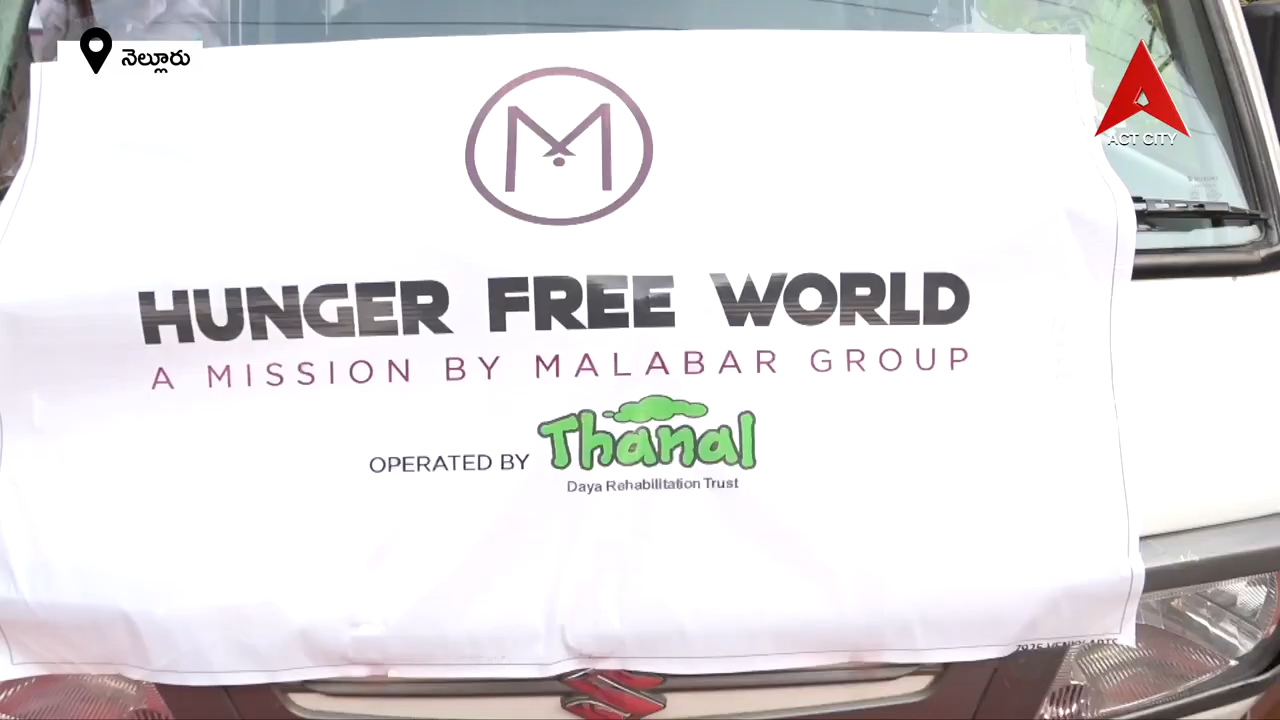 నెల్లూరు
ACT CITY
HUNGER FREE WORLD
A MISSION BY MALABAR GROUP
OPERATED BY Thanal
Daya Rehabilitation Trust